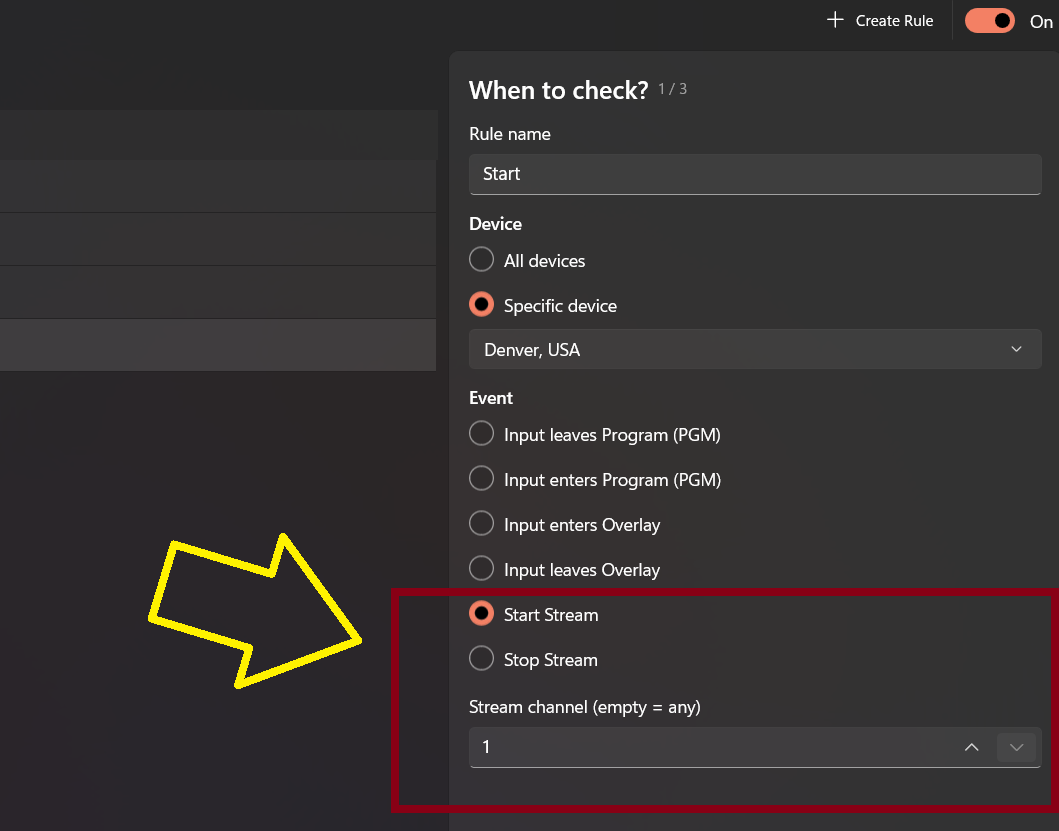 Create Rule
On
When to check? 1 / 3
Rule name
Start
Device
All devices
Specific device
Denver, USA
Event
Input leaves Program (PGM)
Input enters Program (PGM)
Input enters Overlay
Input leaves Overlay
Start Stream
Stop Stream
Stream channel (empty = any)
1